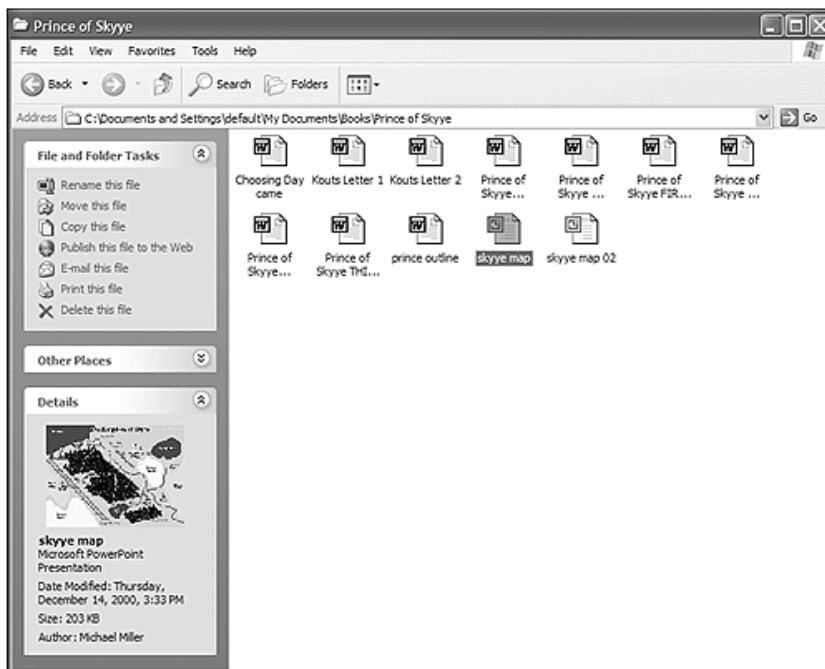 Prince of Skyye
File Edit View Favorites Tools Help
Back Search Folders
Address C:\Documents and Settings\default\My Documents\Books\Prince of Skyye Go
File and Folder Tasks
Rename this file
Move this file
Copy this file
Publish this file to the Web
E-mail this file
Print this file
Delete this file
Other Places
Details
skyye map
Microsoft PowerPoint
Presentation
Date Modified: Thursday,
December 14, 2000, 3:33 PM
Size: 203 KB
Author: Michael Miller
Choosing Day Kouts Letter 1 Kouts Letter 2 Prince of Prince of Prince of Prince of
came Skyye... Skyye ... Skyye FIR... Skyye ...
Prince of Prince of prince outline skyye map skyye map 02
Skyye... Skyye THI...